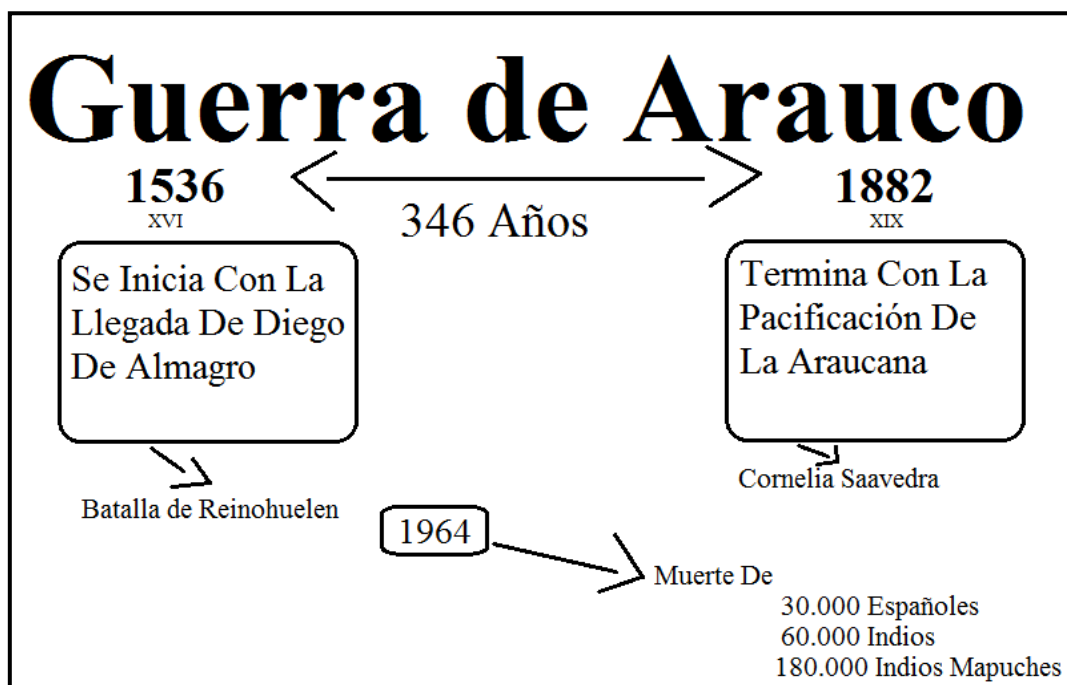 Guerra de Arauco
1536
XVI
346 Años
1882
XIX
Se Inicia Con La
Llegada De Diego
De Almagro
Termina Con La
Pacificación De
La Araucana
Batalla de Reinohuelen
Cornelia Saavedra
1964
Muerte De
30.000 Españoles
60.000 Indios
180.000 Indios Mapuches